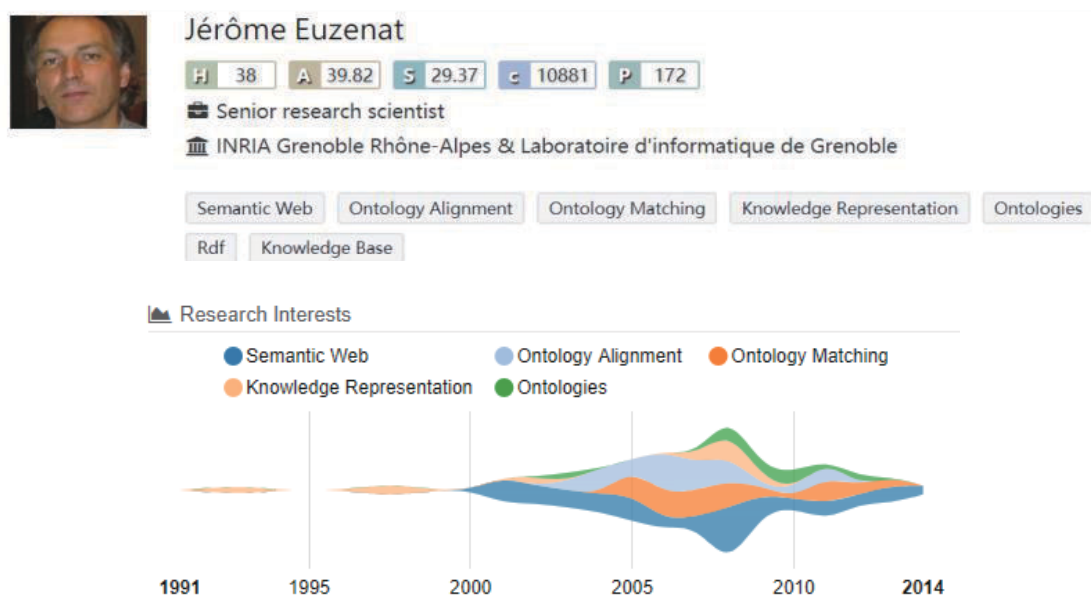 Jérôme Euzenat
H 38 A 39.82 S 29.37 c 10881 P 172
Senior research scientist
INRIA Grenoble Rhône-Alpes & Laboratoire d'informatique de Grenoble
Semantic Web Ontology Alignment Ontology Matching Knowledge Representation Ontologies
Rdf Knowledge Base
Research Interests
Semantic Web Ontology Alignment Ontology Matching
Knowledge Representation Ontologies
1991 1995 2000 2005 2010 2014